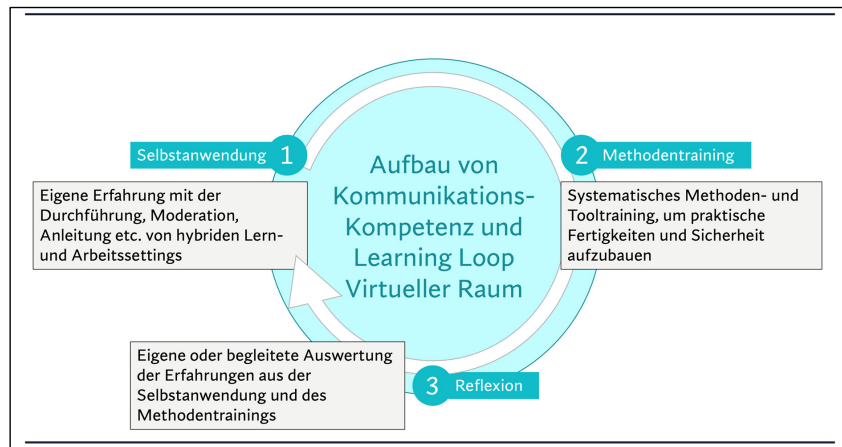 Selbstanwendung 1
Eigene Erfahrung mit der
Durchführung, Moderation,
Anleitung etc. von hybriden Lern-
und Arbeitssettings
Aufbau von
Kommunikations-
Kompetenz und
Learning Loop
Virtueller Raum
2 Methodentraining
Systematisches Methoden- und
Tooltraining, um praktische
Fertigkeiten und Sicherheit
aufzubauen
Eigene oder begleitete Auswertung
der Erfahrungen aus der
Selbstanwendung und des
Methodentrainings
3 Reflexion